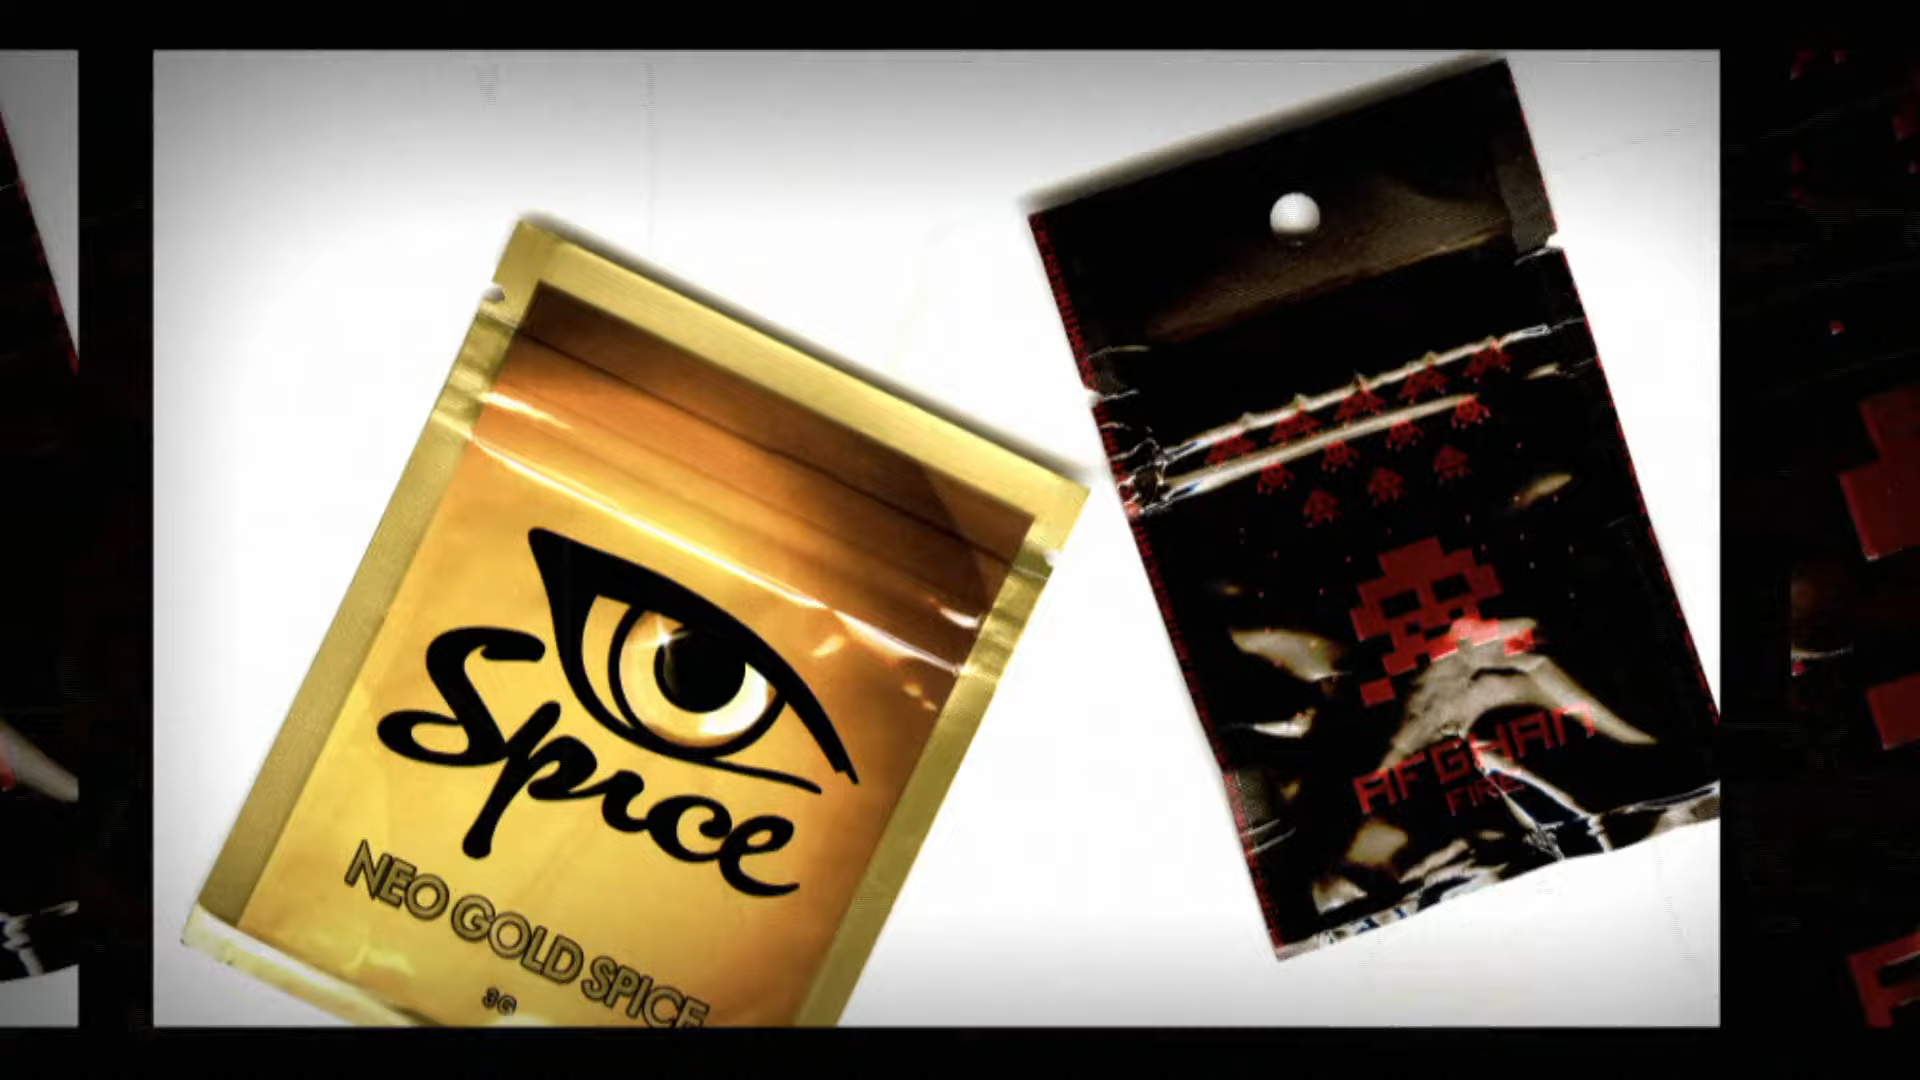 Spice
NEO GOLD SPICE
3G
AFGHAN
FIRE